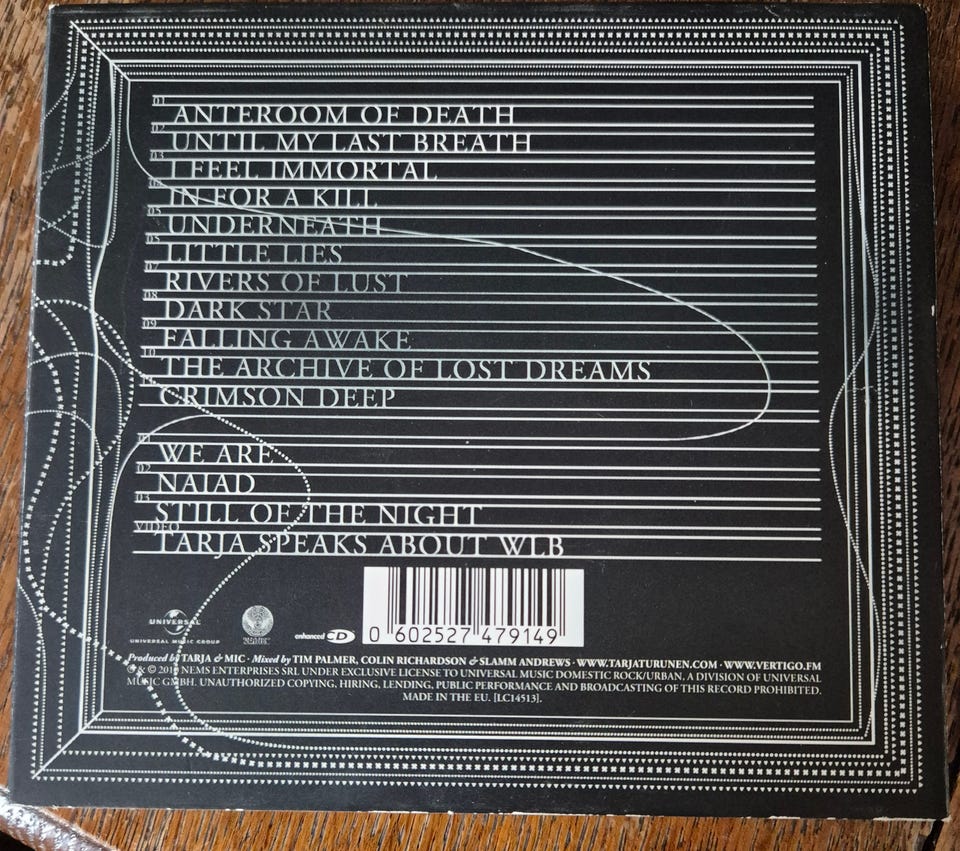 01
ANTEROOM OF DEATH
02
UNTIL MY LAST BREATH
03
I FEEL IMMORTAL
04
IN FOR A KILL
05
UNDERNEATH
05
LITTLE LIES
07
RIVERS OF LUST
08
DARK STAR
09
FALLING AWAKE
10
THE ARCHIVE OF LOST DREAMS
11
CRIMSON DEEP
01
WE ARE
02
NAIAD
03
STILL OF THE NIGHT
VIDEO
TARJA SPEAKS ABOUT WLB
UNIVERSAL
UNIVERSAL MUSIC GROUP
enhanced CD
0 602527 479149
Produced by TARJA & MIC · Mixed by TIM PALMER, COLIN RICHARDSON & SLAMM ANDREWS · WWW.TARJATURUNEN.COM · WWW.VERTIGO.FM
℗ & © 2010 NEMS ENTERPRISES SRL UNDER EXCLUSIVE LICENSE TO UNIVERSAL MUSIC DOMESTIC ROCK/URBAN, A DIVISION OF UNIVERSAL
MUSIC GMBH. UNAUTHORIZED COPYING, HIRING, LENDING, PUBLIC PERFORMANCE AND BROADCASTING OF THIS RECORD PROHIBITED.
MADE IN THE EU. [LC14513].